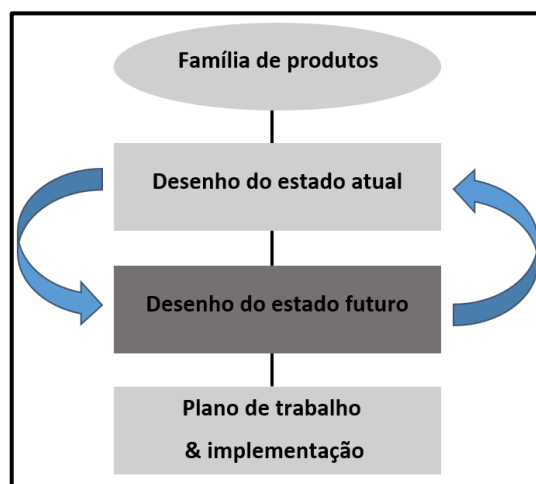 Família de produtos
Desenho do estado atual
Desenho do estado futuro
Plano de trabalho
& implementação